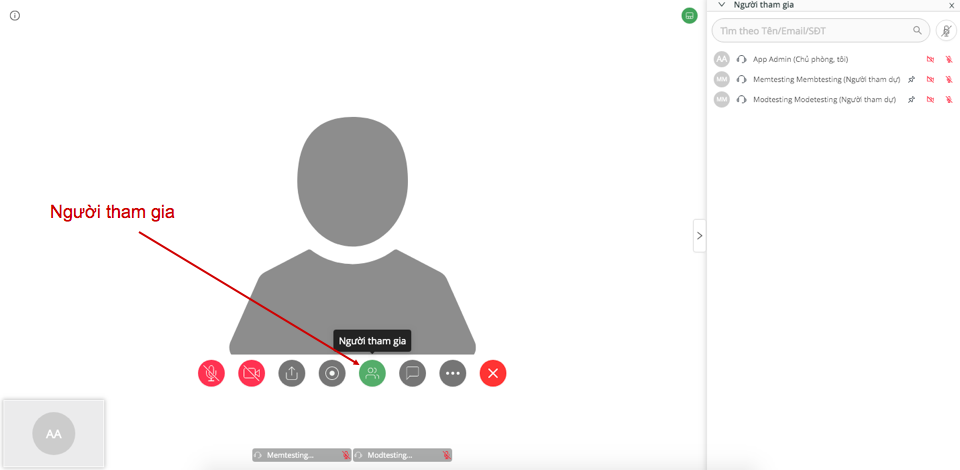 Người tham gia
x
Tìm theo Tên/Email/SĐT
AA App Admin (Chủ phòng, tôi)
MM Memtesting Membtesting (Người tham dự)
MM Modtesting Modetesting (Người tham dự)
Người tham gia
Người tham gia
AA
Memtesting...
Modtesting...